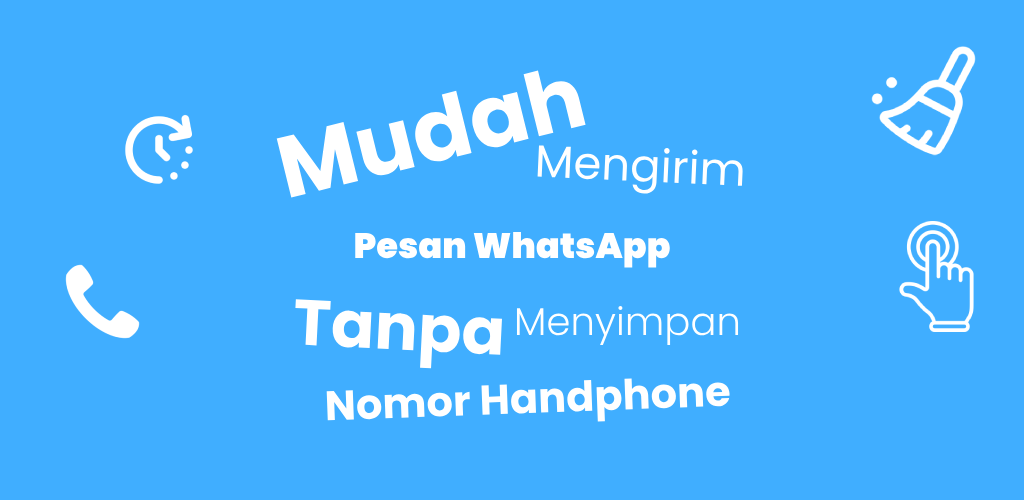 Mudah
Mengirim
Pesan WhatsApp
Tanpa Menyimpan
Nomor Handphone